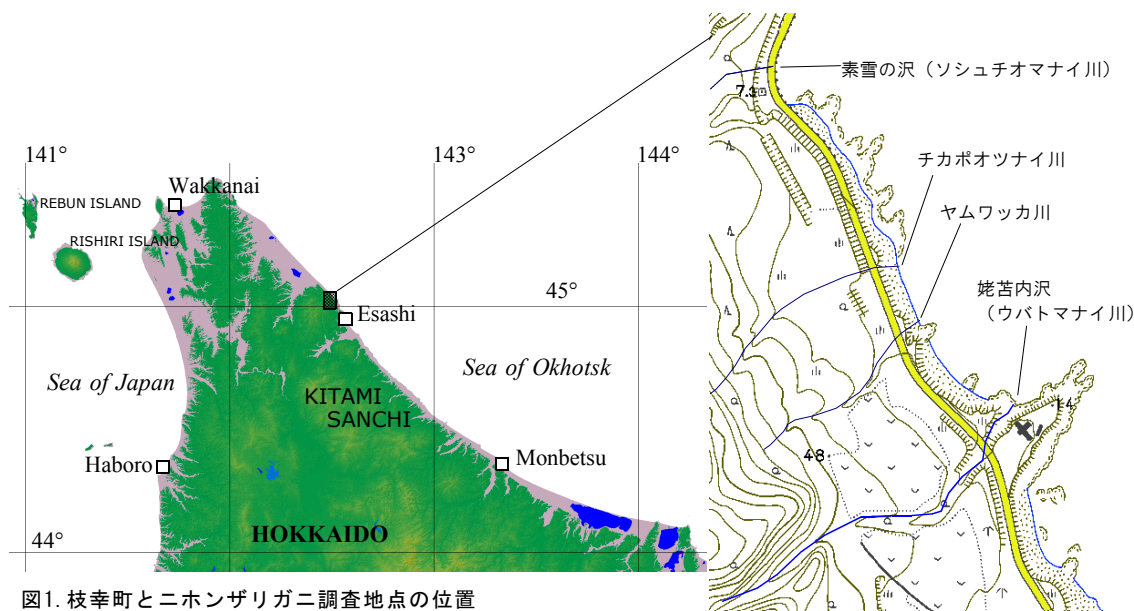 141°
143°
144°
Wakkanai
REBUN ISLAND
RISHIRI ISLAND
45°
Esashi
Sea of Japan
Sea of Okhotsk
KITAMI
SANCHI
Haboro
Monbetsu
HOKKAIDO
44°
素雪の沢（ソシュチオマナイ川）
7.3
チカポオツナイ川
ヤムワッカ川
姥苫内沢
（ウバトマナイ川）
14
48
図1. 枝幸町とニホンザリガニ調査地点の位置